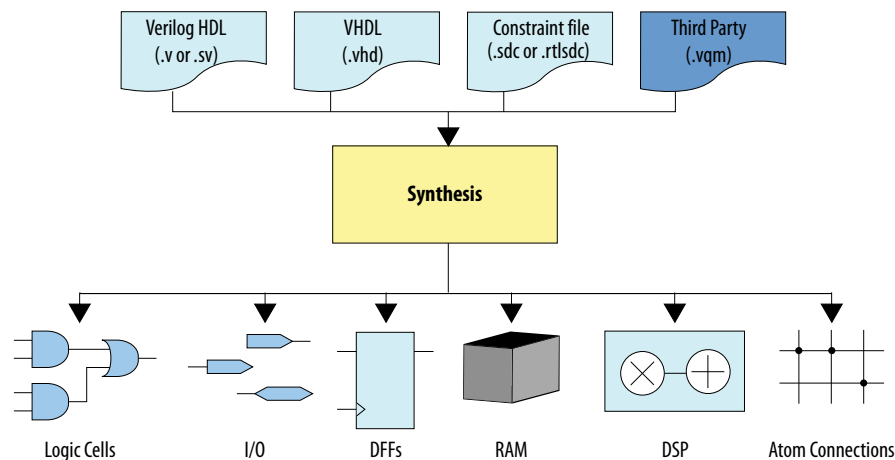 Verilog HDL
(.v or .sv)
VHDL
(.vhd)
Constraint file
(.sdc or .rtlsdc)
Third Party
(.vqm)
Synthesis
Logic Cells
I/O
DFFs
RAM
DSP
Atom Connections